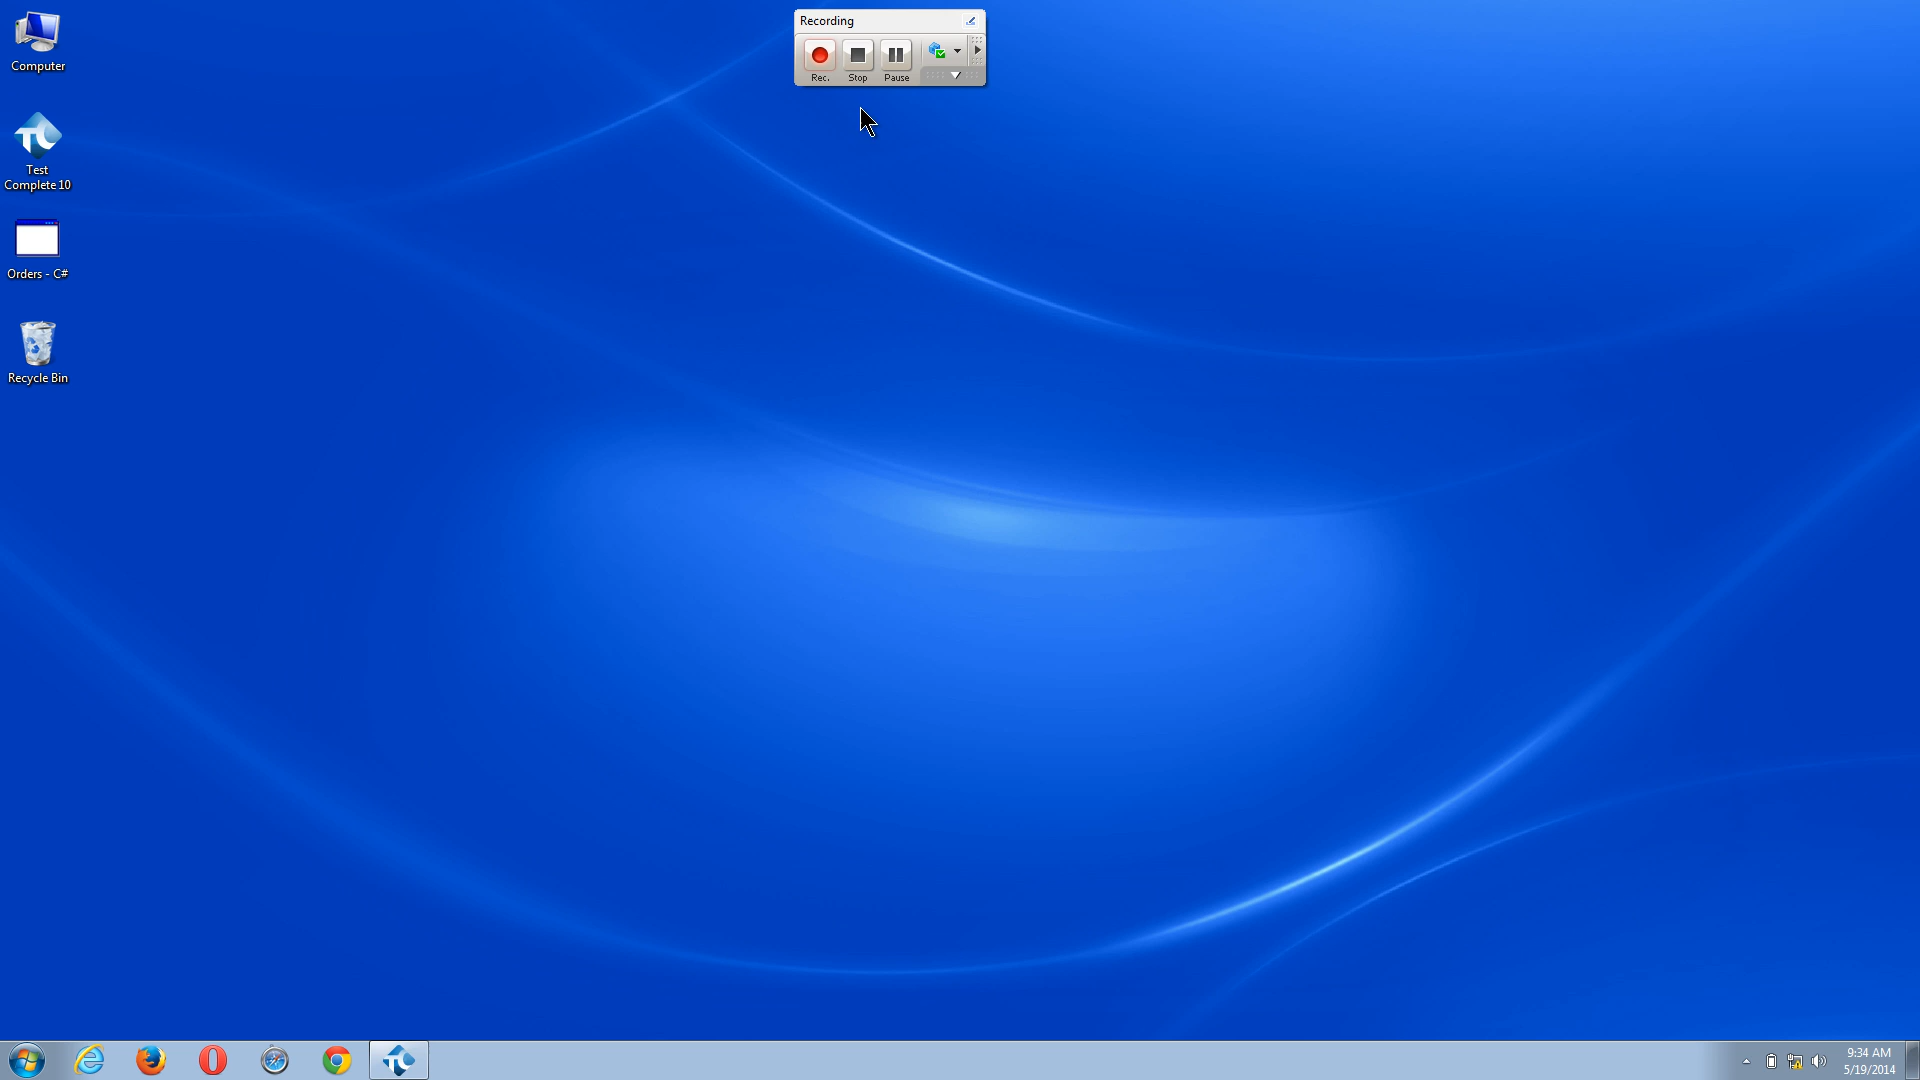 Recording
Rec. Stop Pause
Computer
Test
Complete 10
Orders - C#
Recycle Bin
9:34 AM
5/19/2014